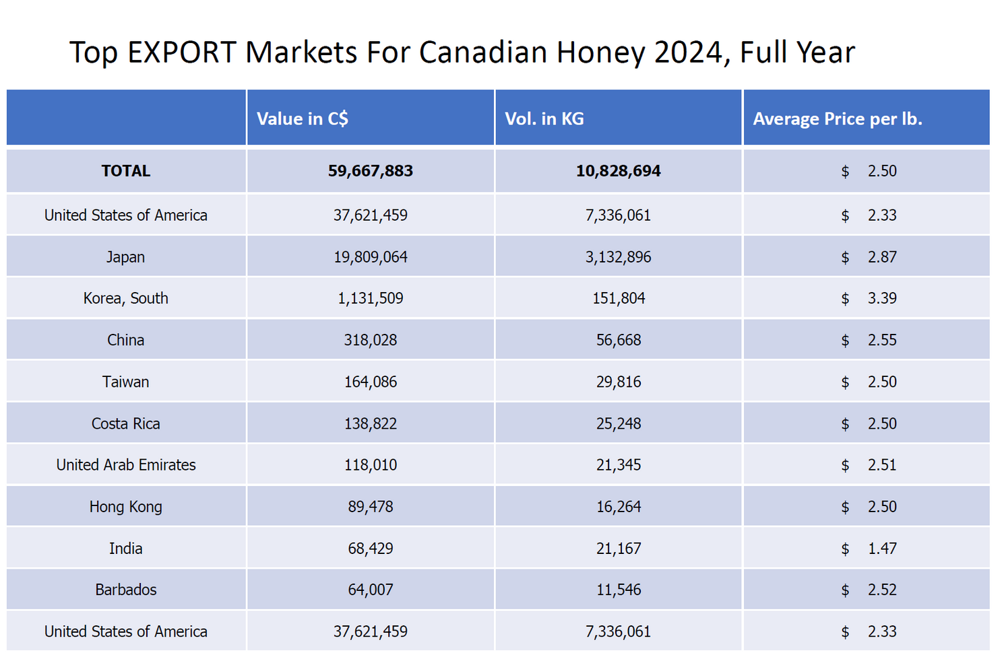 Top EXPORT Markets For Canadian Honey 2024, Full Year
Value in C$ Vol. in KG Average Price per lb.
TOTAL 59,667,883 10,828,694 $ 2.50
United States of America 37,621,459 7,336,061 $ 2.33
Japan 19,809,064 3,132,896 $ 2.87
Korea, South 1,131,509 151,804 $ 3.39
China 318,028 56,668 $ 2.55
Taiwan 164,086 29,816 $ 2.50
Costa Rica 138,822 25,248 $ 2.50
United Arab Emirates 118,010 21,345 $ 2.51
Hong Kong 89,478 16,264 $ 2.50
India 68,429 21,167 $ 1.47
Barbados 64,007 11,546 $ 2.52
United States of America 37,621,459 7,336,061 $ 2.33